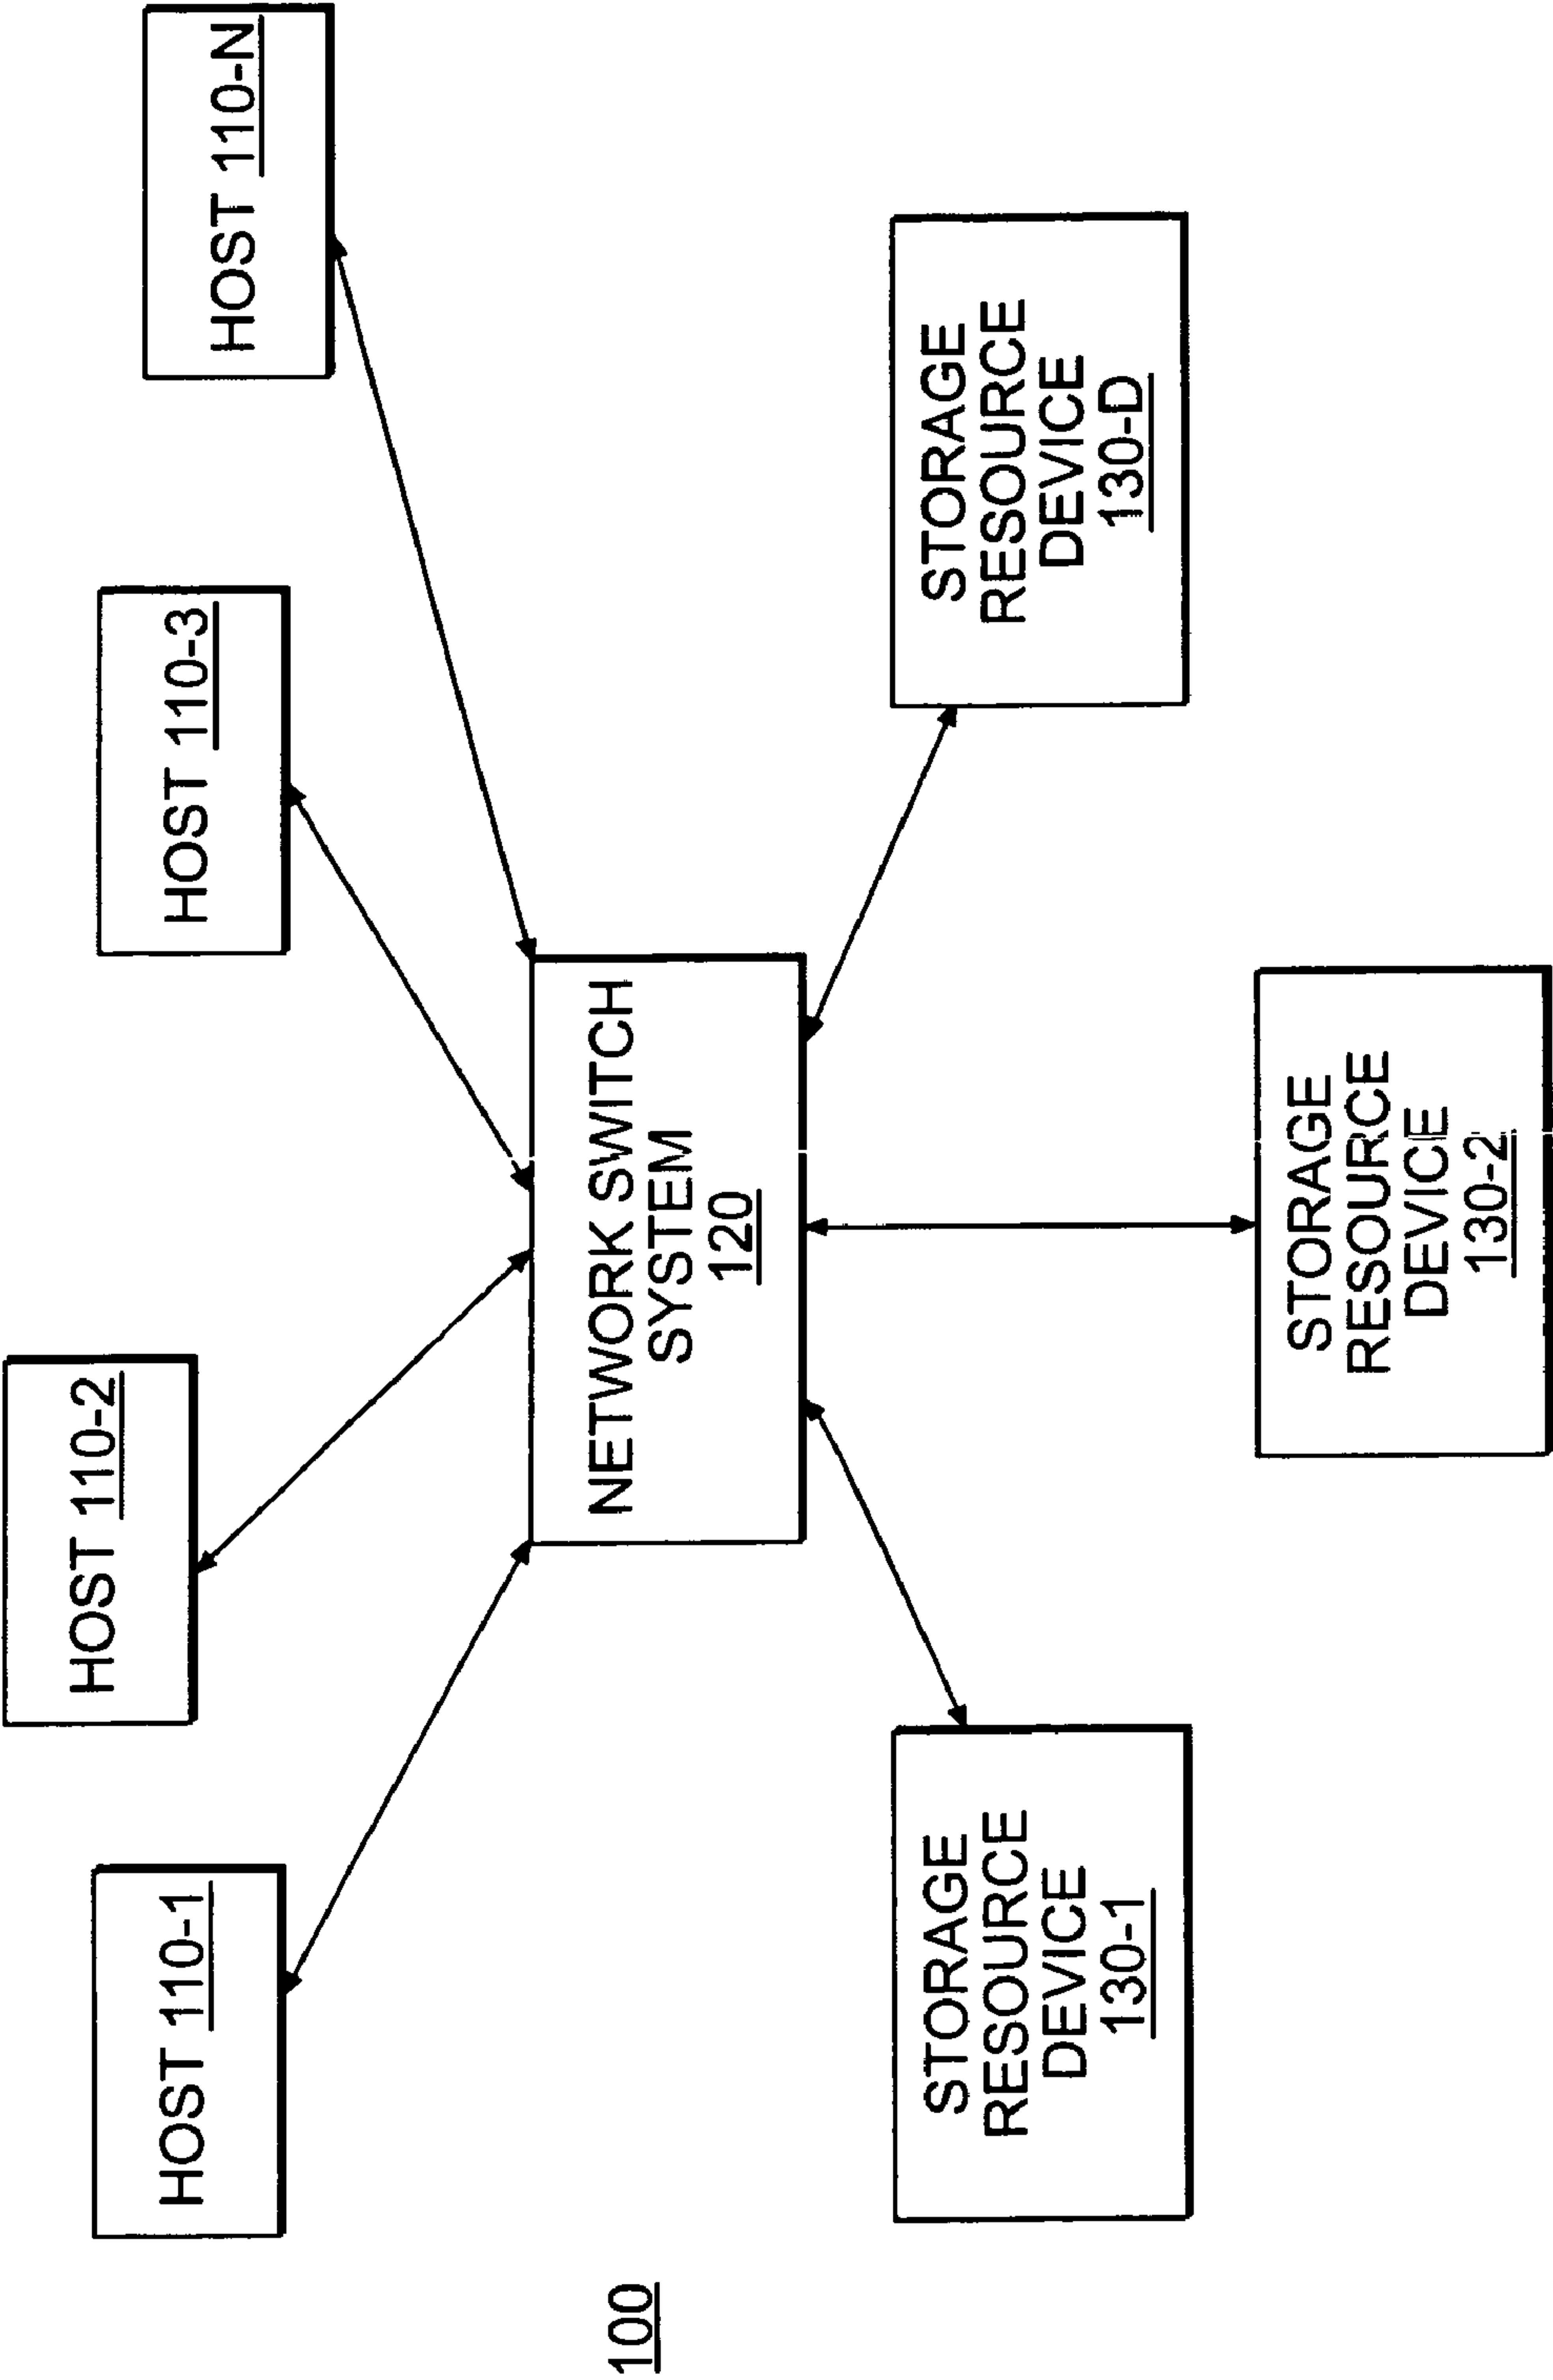 HOST 110-1
HOST 110-2
HOST 110-3
HOST 110-N
NETWORK SWITCH
SYSTEM
120
STORAGE
RESOURCE
DEVICE
130-1
STORAGE
RESOURCE
DEVICE
130-2
STORAGE
RESOURCE
DEVICE
130-D
100